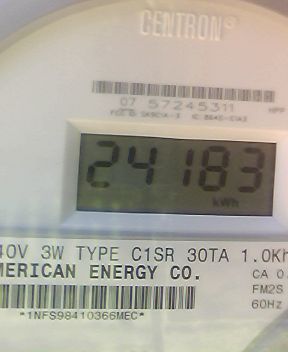 CENTRON®
07 57245311
24183
kWh
40V 3W TYPE C1SR 30TA 1.0Kh
MERICAN ENERGY CO.
CA 0.
FM2S
60Hz
*1NFS98410366MEC*